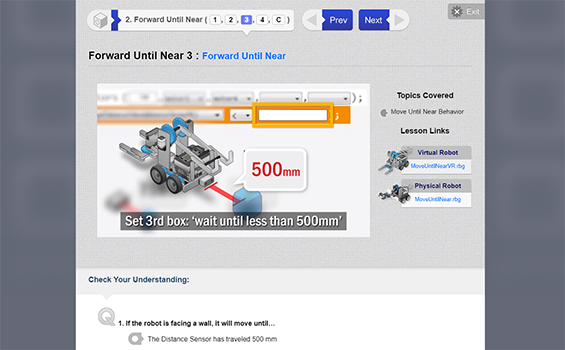 2. Forward Until Near ( 1, 2, 3, 4, C )
Prev
Next
Exit
Forward Until Near 3 : Forward Until Near
500mm
Set 3rd box: 'wait until less than 500mm'
Topics Covered
Move Until Near Behavior
Lesson Links
Virtual Robot
MoveUntilNearVR.rbg
Physical Robot
MoveUntilNear.rbg
Check Your Understanding:
Q
1. If the robot is facing a wall, it will move until…
The Distance Sensor has traveled 500 mm